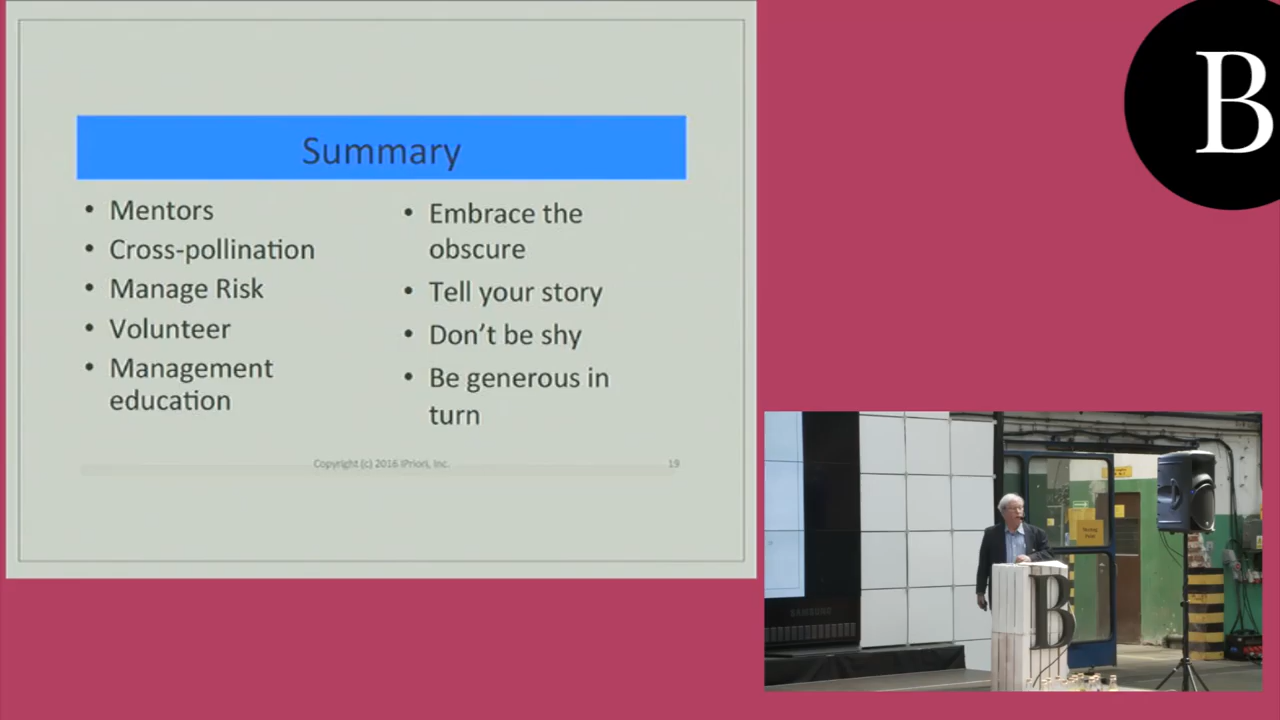 B
Summary
• Mentors
• Cross-pollination
• Manage Risk
• Volunteer
• Management
education
• Embrace the
obscure
• Tell your story
• Don't be shy
• Be generous in
turn
Copyright (c) 2016 IPriori, Inc.
19
SAMSUNG
B